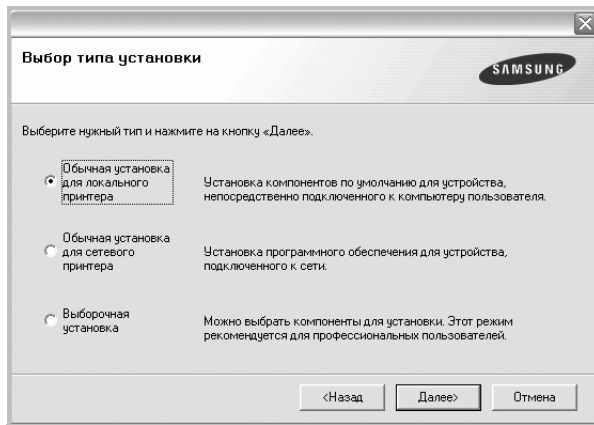 Выбор типа установки
SAMSUNG
Выберите нужный тип и нажмите на кнопку «Далее».
Обычная установка
для локального
принтера
Установка компонентов по умолчанию для устройства,
непосредственно подключенного к компьютеру пользователя.
Обычная установка
для сетевого
принтера
Установка программного обеспечения для устройства,
подключенного к сети.
Выборочная
установка
Можно выбрать компоненты для установки. Этот режим
рекомендуется для профессиональных пользователей.
<Назад
Далее>
Отмена